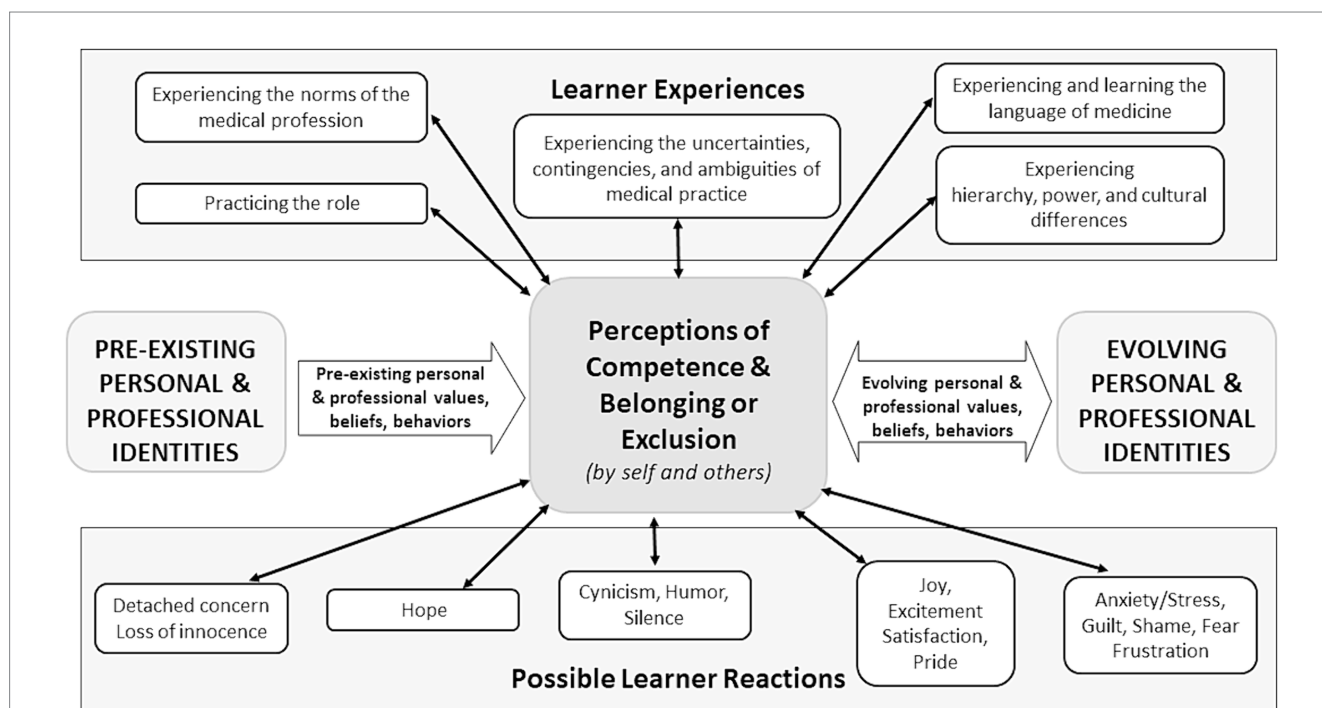 Learner Experiences
Experiencing the norms of the
medical profession
Practicing the role
Experiencing the uncertainties,
contingencies, and ambiguities of
medical practice
Experiencing and learning the
language of medicine
Experiencing
hierarchy, power, and cultural
differences
PRE-EXISTING
PERSONAL &
PROFESSIONAL
IDENTITIES
Pre-existing personal
& professional values,
beliefs, behaviors
Perceptions of
Competence &
Belonging or
Exclusion
(by self and others)
Evolving personal &
professional values,
beliefs, behaviors
EVOLVING
PERSONAL &
PROFESSIONAL
IDENTITIES
Detached concern
Loss of innocence
Hope
Cynicism, Humor,
Silence
Joy,
Excitement
Satisfaction,
Pride
Anxiety/Stress,
Guilt, Shame, Fear
Frustration
Possible Learner Reactions